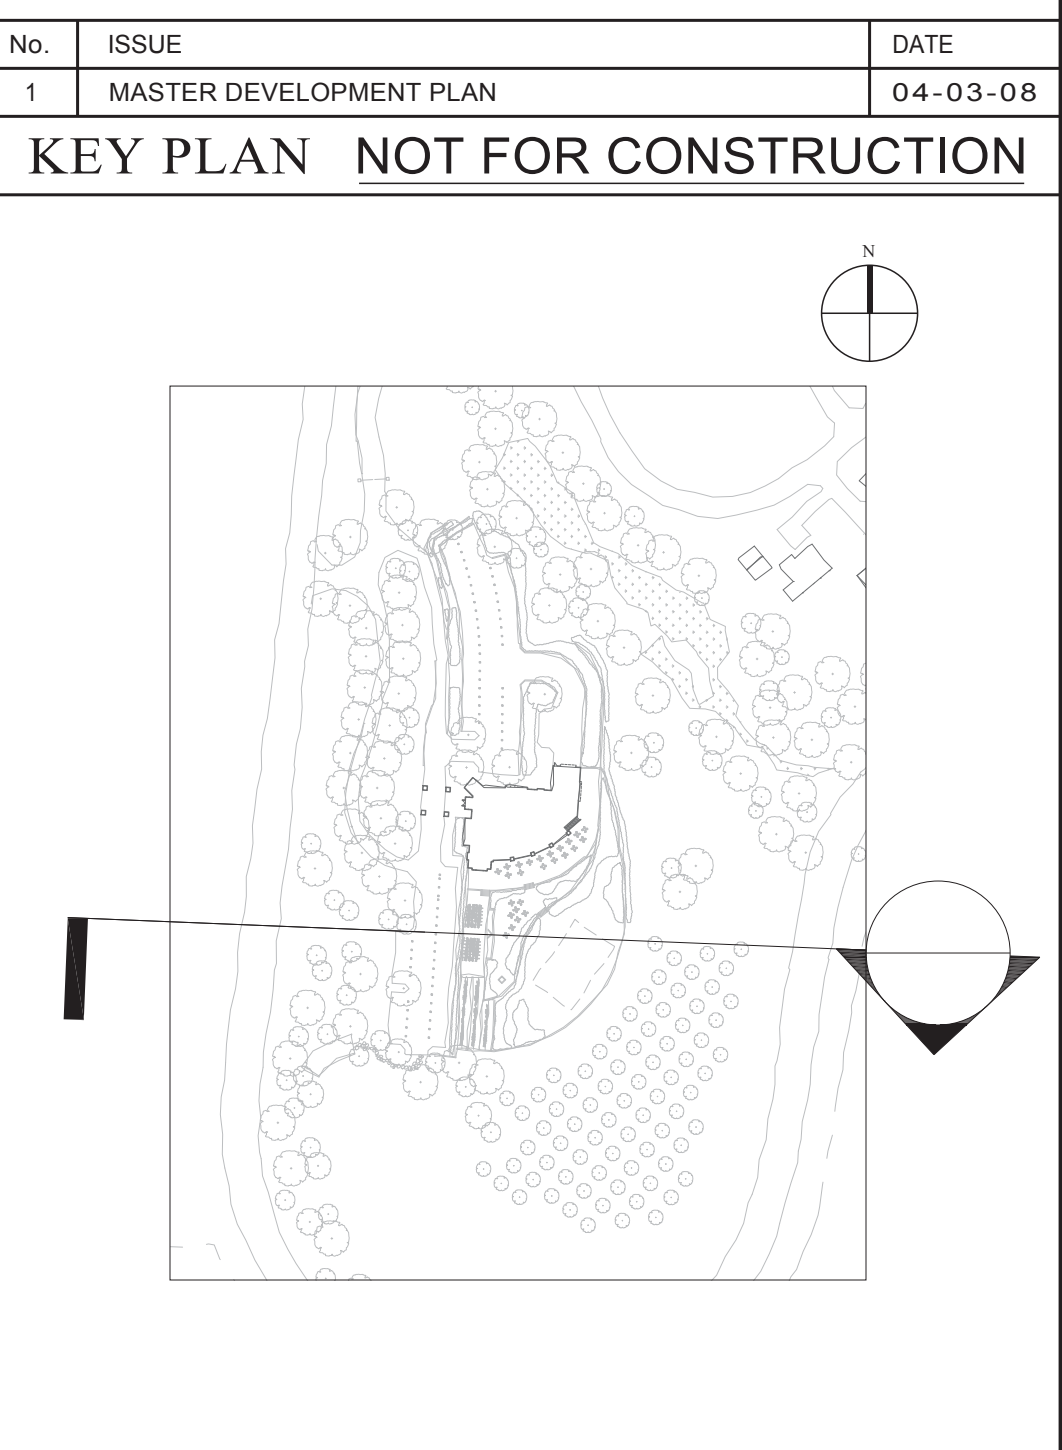 No. ISSUE DATE
1 MASTER DEVELOPMENT PLAN 04-03-08
KEY PLAN NOT FOR CONSTRUCTION
N